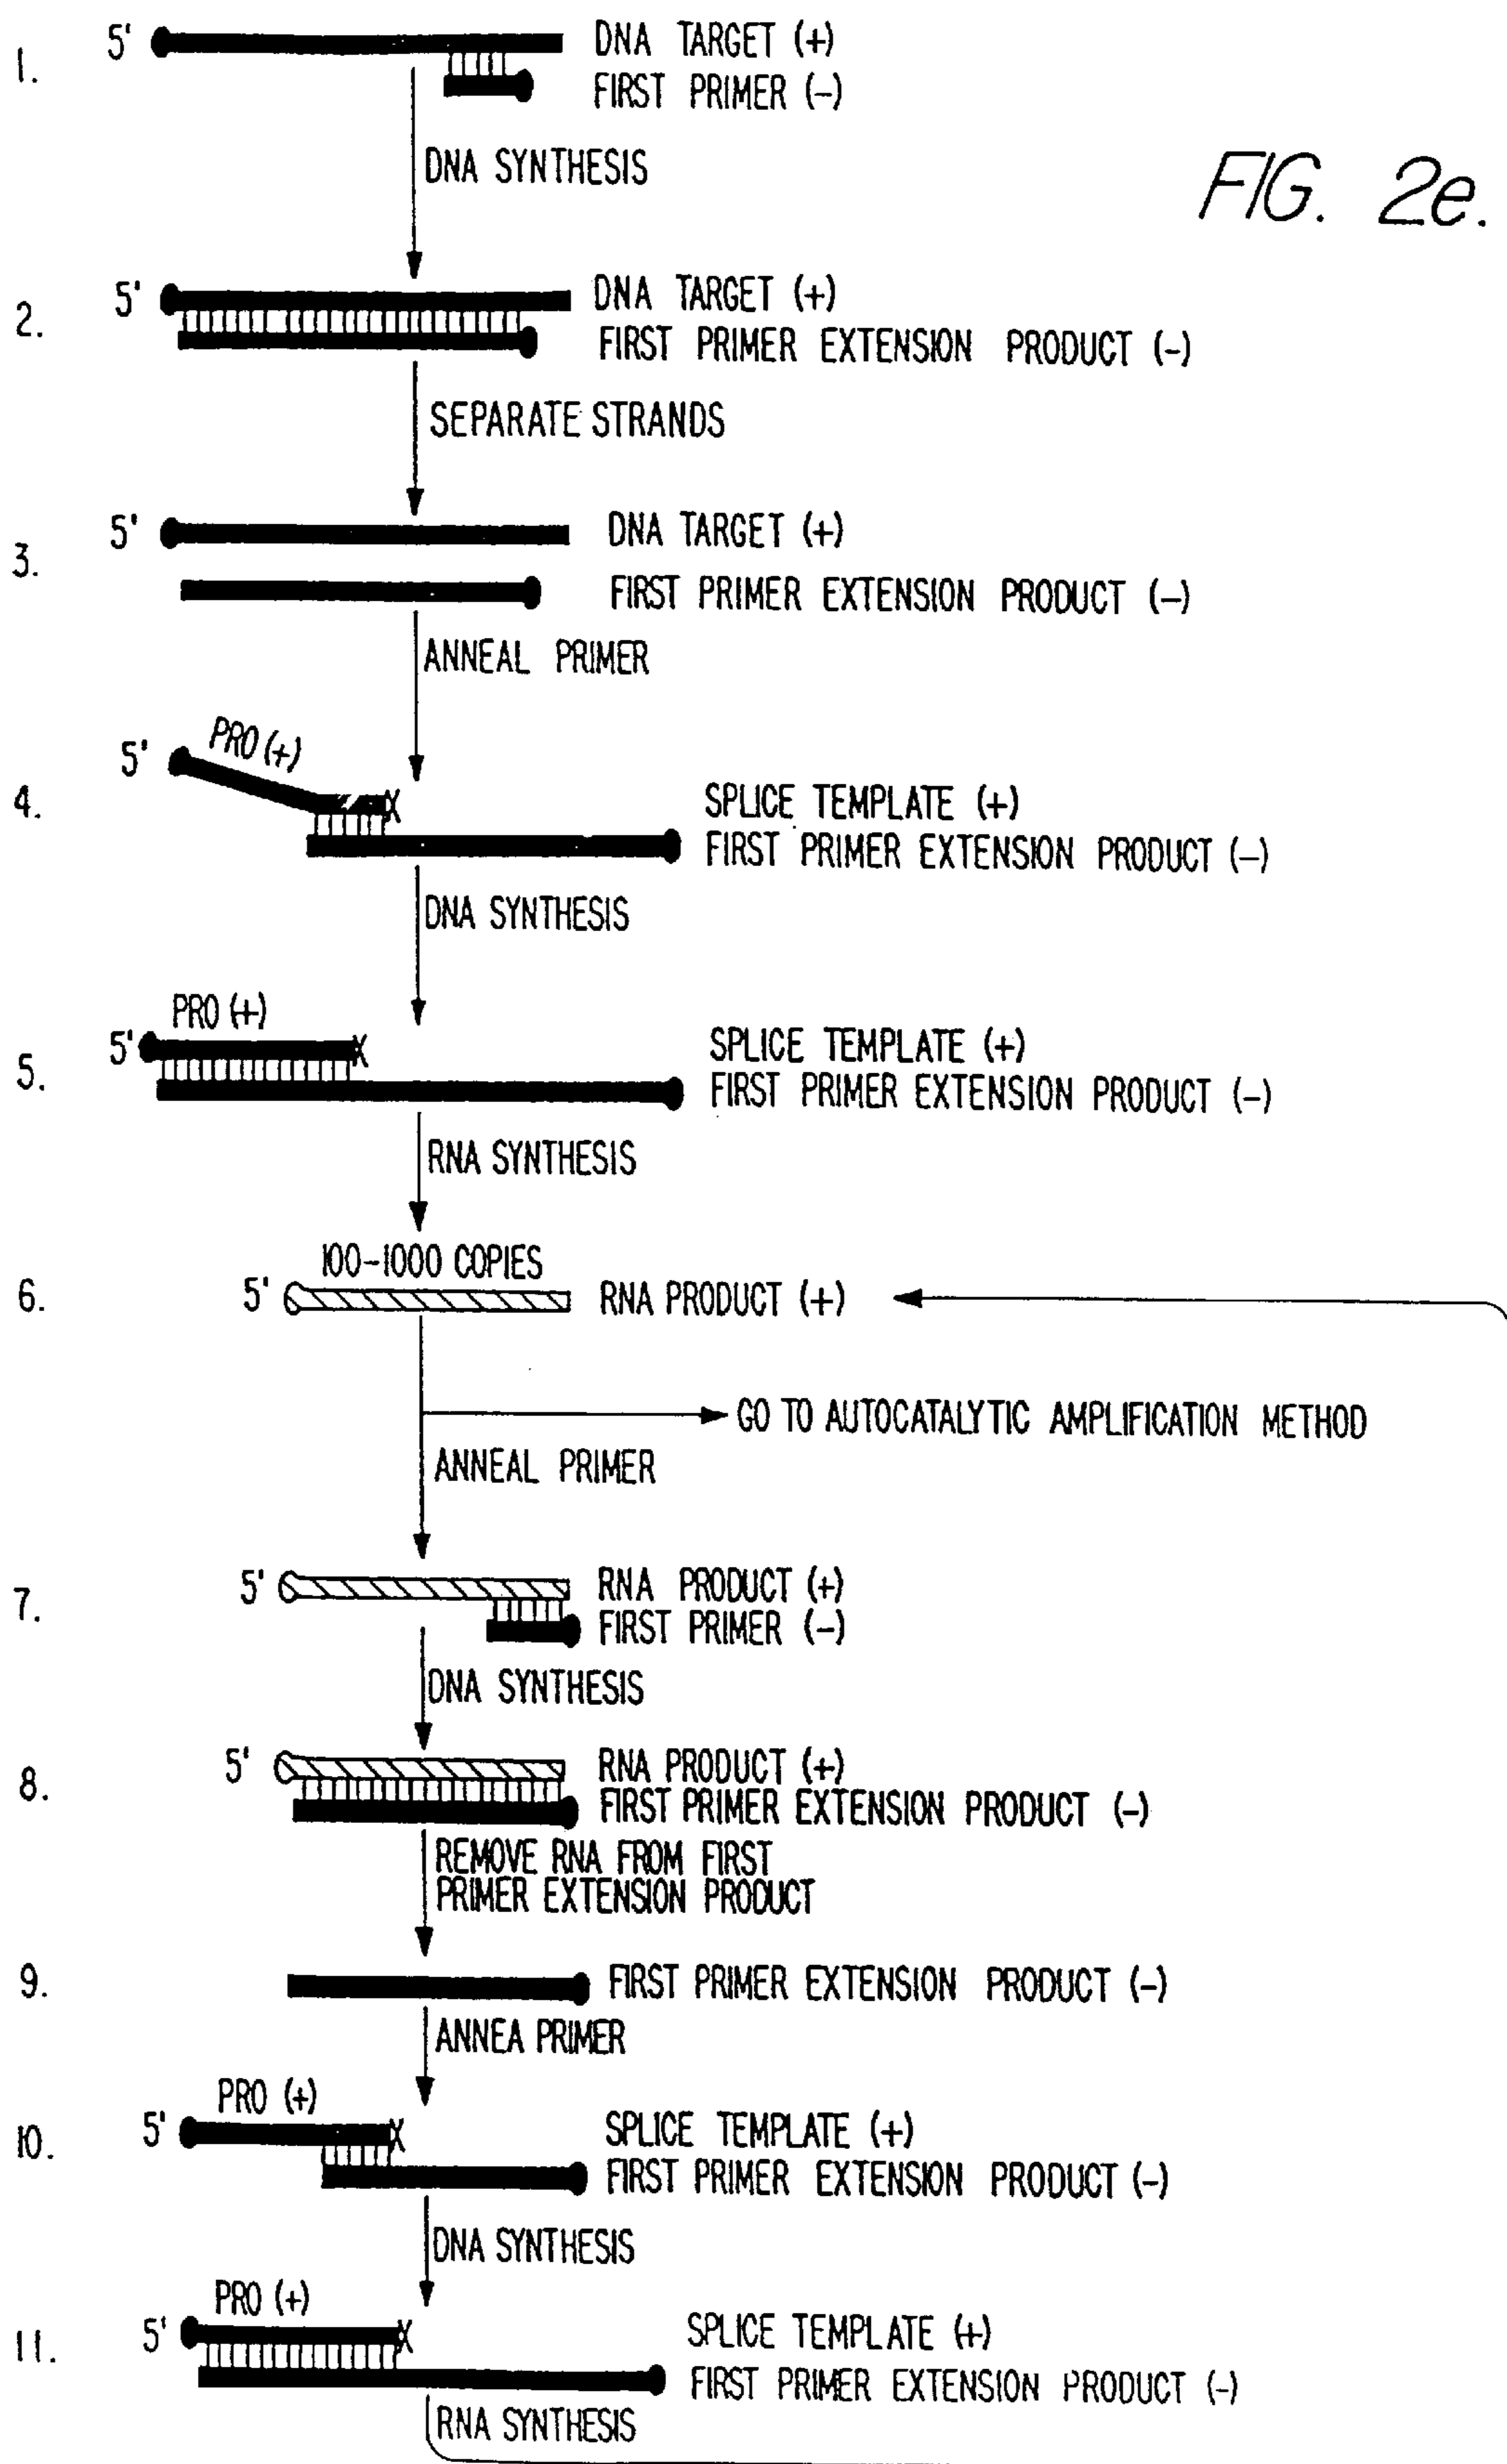 FIG. 2e.
1.
5'
DNA TARGET (+)
FIRST PRIMER (-)
DNA SYNTHESIS
2.
5'
DNA TARGET (+)
FIRST PRIMER EXTENSION PRODUCT (-)
SEPARATE STRANDS
3.
5'
DNA TARGET (+)
FIRST PRIMER EXTENSION PRODUCT (-)
ANNEAL PRIMER
4.
5'
PRO (+)
X
SPLICE TEMPLATE (+)
FIRST PRIMER EXTENSION PRODUCT (-)
DNA SYNTHESIS
5.
PRO (+)
5'
X
SPLICE TEMPLATE (+)
FIRST PRIMER EXTENSION PRODUCT (-)
RNA SYNTHESIS
100-1000 COPIES
6.
5'
RNA PRODUCT (+)
GO TO AUTOCATALYTIC AMPLIFICATION METHOD
ANNEAL PRIMER
7.
5'
RNA PRODUCT (+)
FIRST PRIMER (-)
DNA SYNTHESIS
8.
5'
RNA PRODUCT (+)
FIRST PRIMER EXTENSION PRODUCT (-)
REMOVE RNA FROM FIRST
PRIMER EXTENSION PRODUCT
9.
FIRST PRIMER EXTENSION PRODUCT (-)
ANNEA PRIMER
10.
PRO (+)
5'
X
SPLICE TEMPLATE (+)
FIRST PRIMER EXTENSION PRODUCT (-)
DNA SYNTHESIS
11.
PRO (+)
5'
X
SPLICE TEMPLATE (+)
FIRST PRIMER EXTENSION PRODUCT (-)
RNA SYNTHESIS